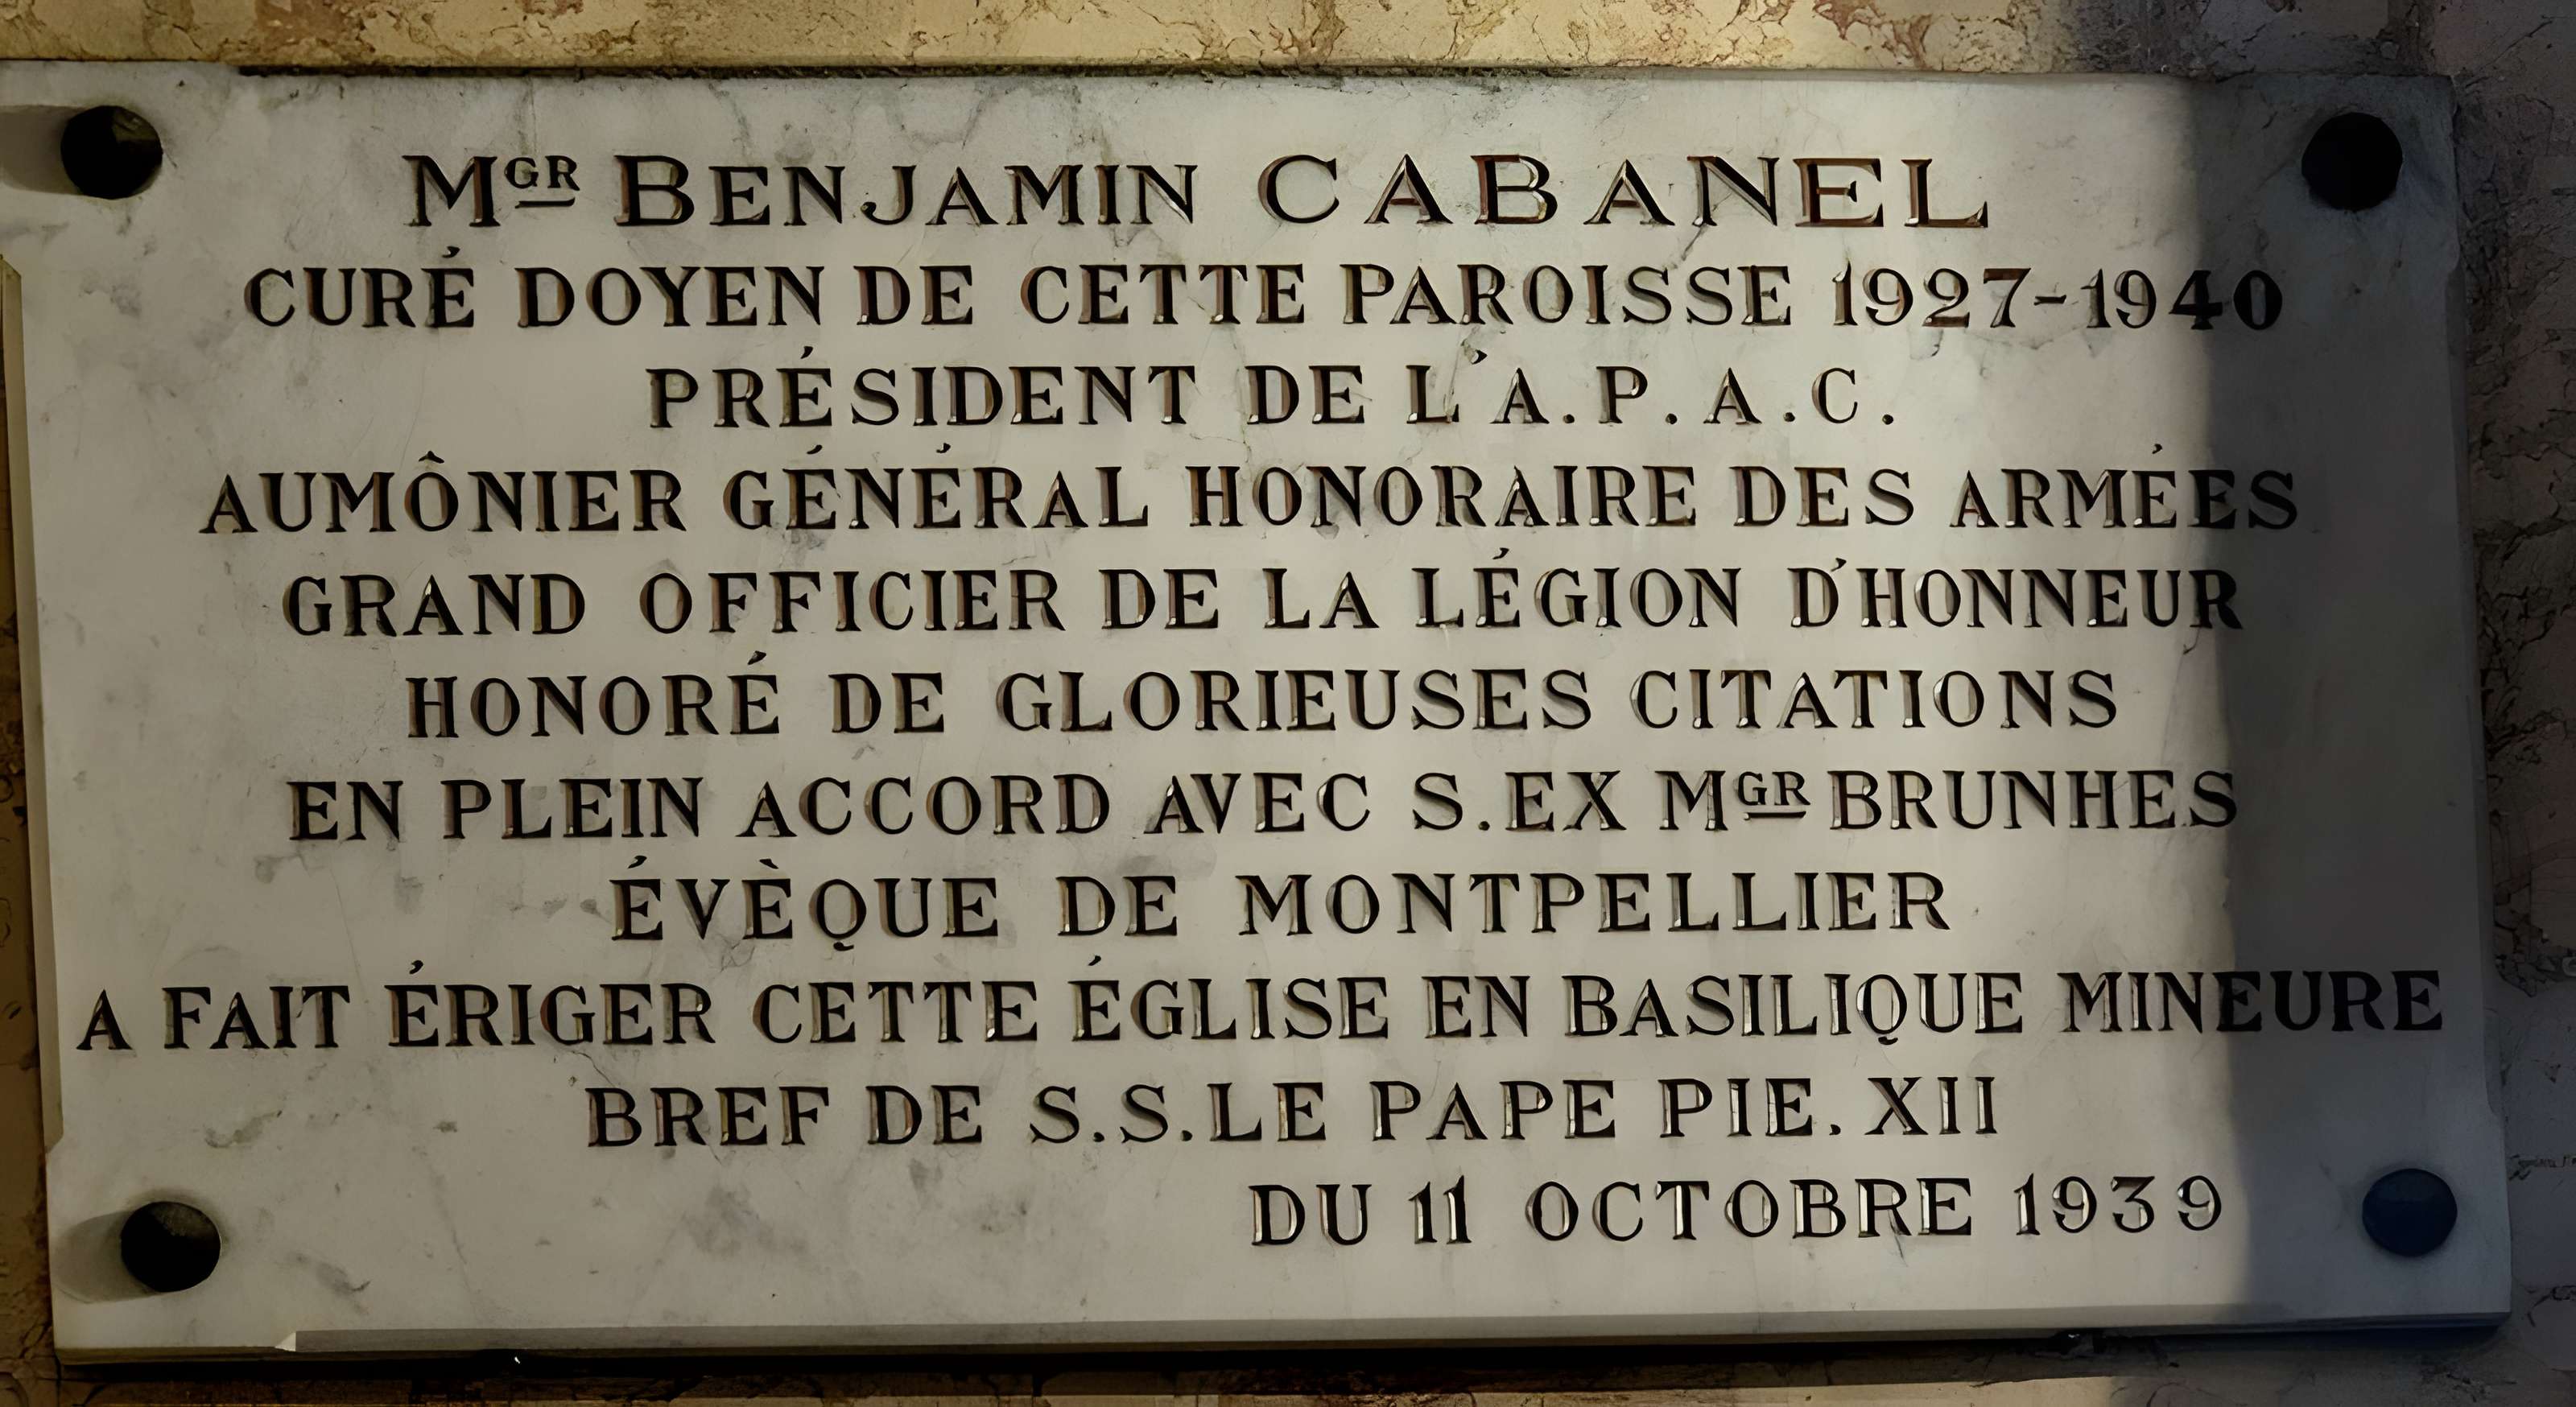 Mgr BENJAMIN CABANEL
CURÉ DOYEN DE CETTE PAROISSE 1927-1940
PRÉSIDENT DE L'A.P.A.C.
AUMÔNIER GÉNÉRAL HONORAIRE DES ARMÉES
GRAND OFFICIER DE LA LÉGION D'HONNEUR
HONORÉ DE GLORIEUSES CITATIONS
EN PLEIN ACCORD AVEC S.EX Mgr BRUNHES
ÉVÈQUE DE MONTPELLIER
A FAIT ÉRIGER CETTE ÉGLISE EN BASILIQUE MINEURE
BREF DE S.S.LE PAPE PIE.XII
DU 11 OCTOBRE 1939